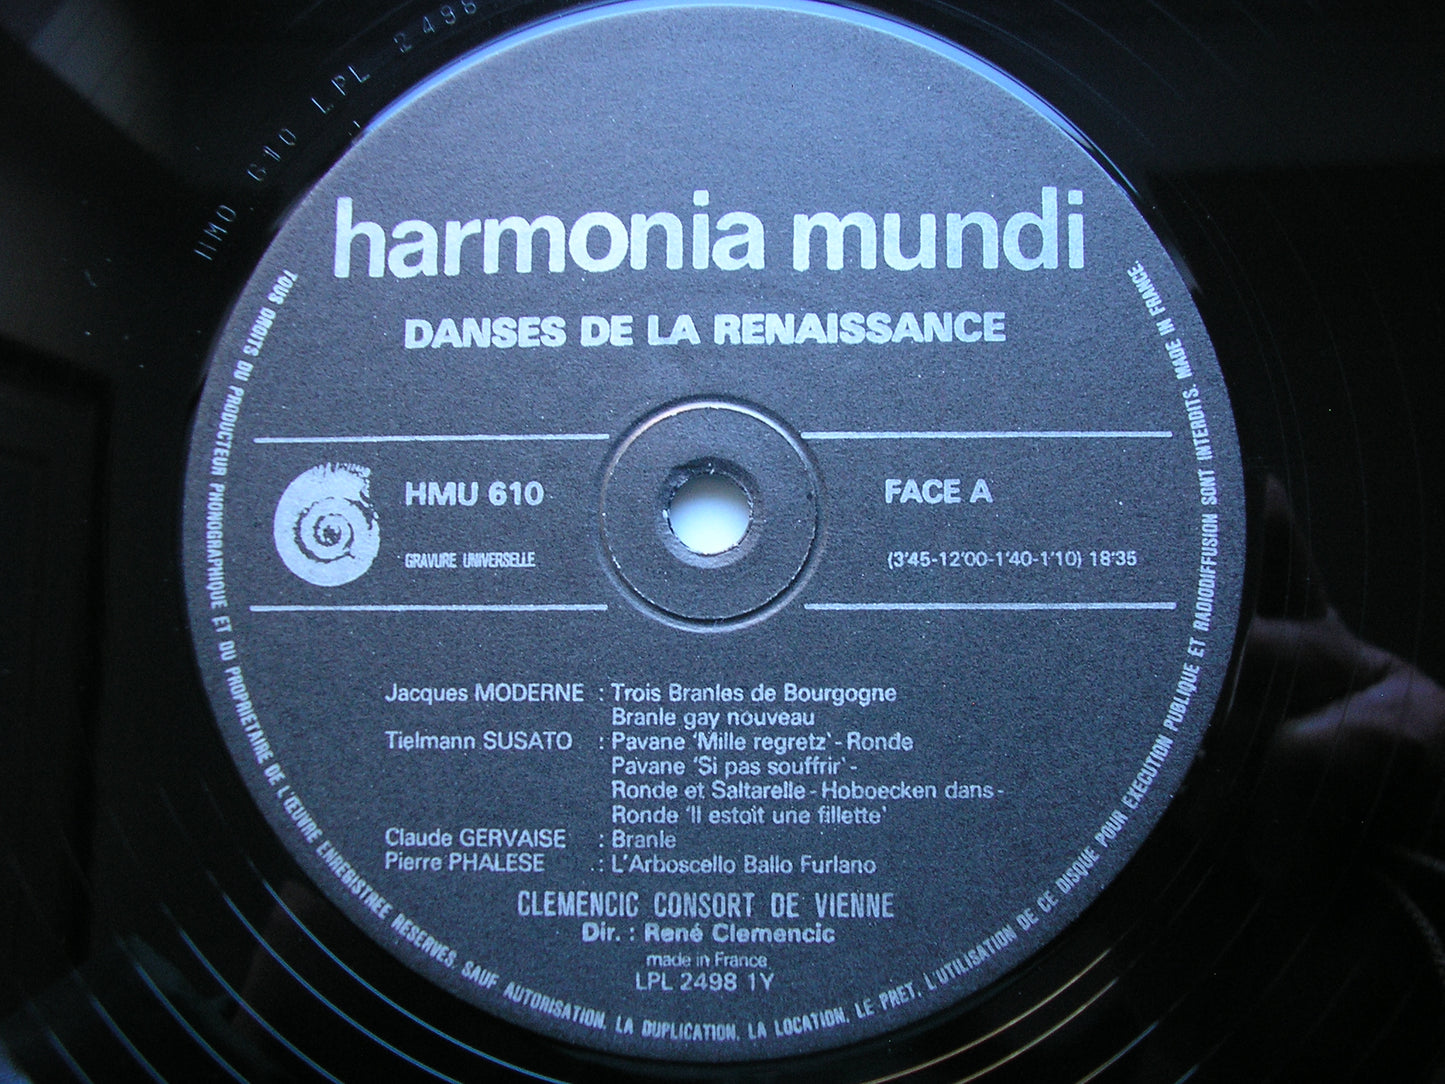 HMO 610 LPL 2498
harmonia mundi
DANSES DE LA RENAISSANCE
HMU 610
FACE A
GRAVURE UNIVERSELLE
(3'45-12'00-1'40-1'10) 18'35
Jacques MODERNE : Trois Branles de Bourgogne
Branle gay nouveau
Tielmann SUSATO : Pavane 'Mille regretz' - Ronde
Pavane 'Si pas souffrir' -
Ronde et Saltarelle - Hoboecken dans -
Ronde 'Il estoit une fillette'
Claude GERVAISE : Branle
Pierre PHALESE .: L'Arboscello Ballo Furlano
CLEMENCIC CONSORT DE VIENNE
Dir. : René Clemencic
made in France
LPL 2498 1Y
TOUS DROITS DU PRODUCTEUR PHONOGRAPHIQUE ET DU PROPRIETAIRE DE L'ŒUVRE ENREGISTREE RESERVES. SAUF AUTORISATION, LA DUPLICATION, LA LOCATION, LE PRET, L'UTILISATION DE CE DISQUE POUR EXECUTION PUBLIQUE ET RADIODIFFUSION SONT INTERDITS. MADE IN FRANCE.